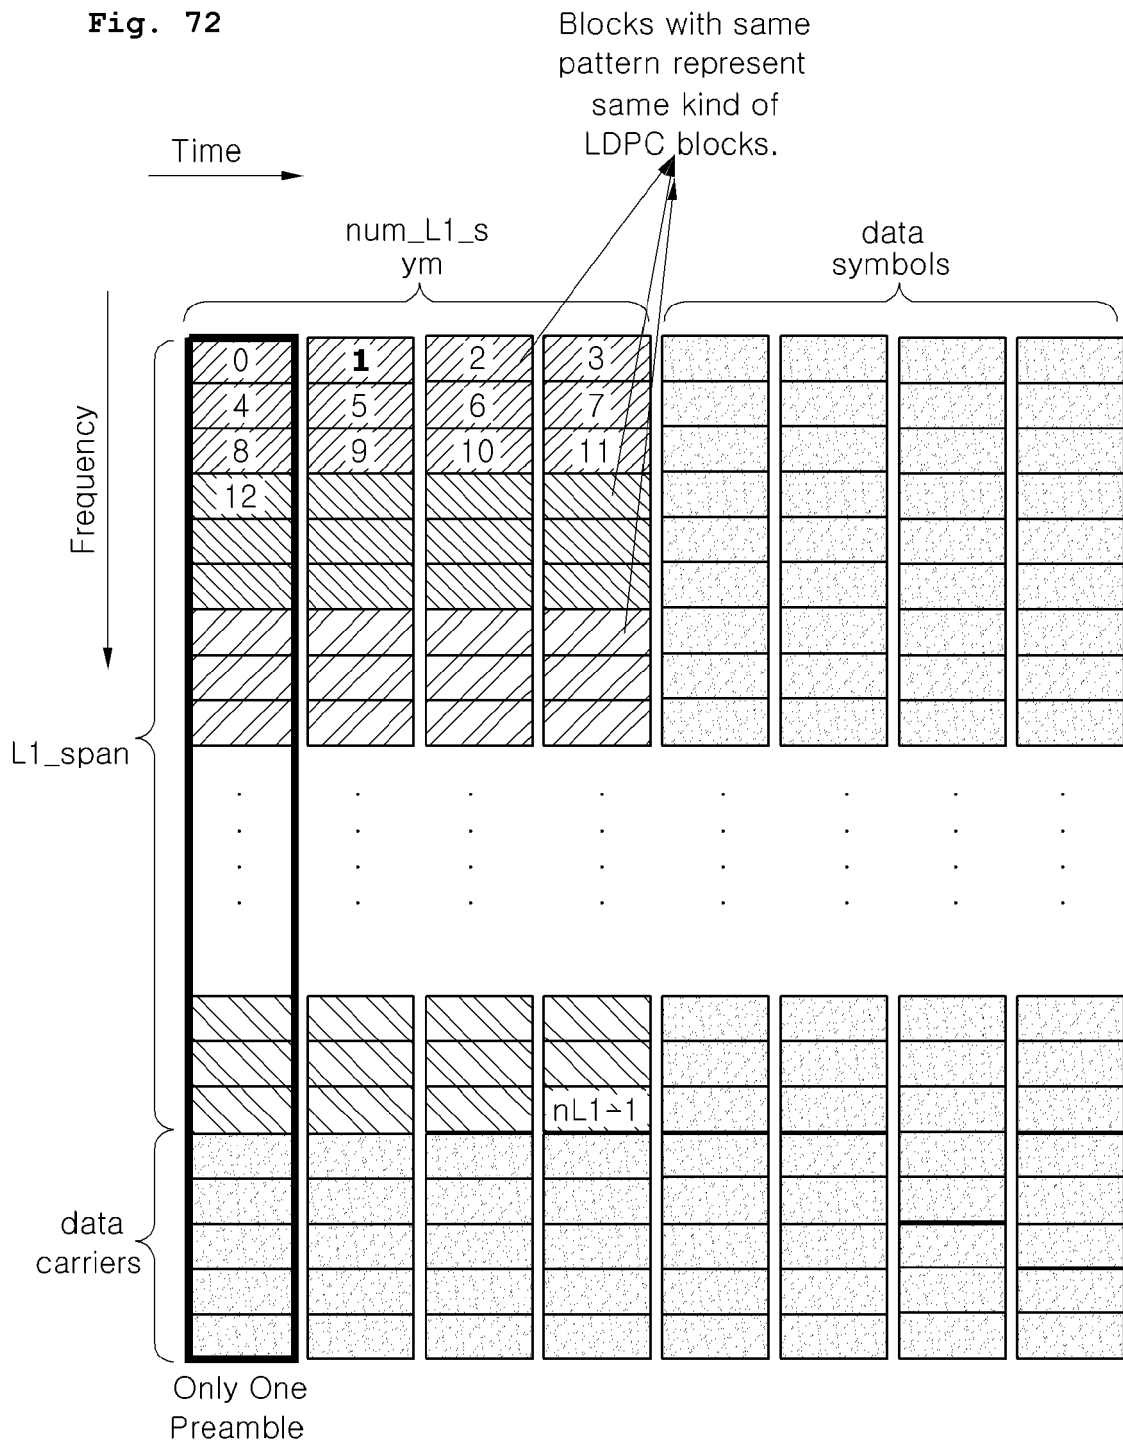 Fig. 72
Blocks with same
pattern represent
same kind of
LDPC blocks.
Time
num_L1_s
ym
data
symbols
Frequency
0 1 2 3
4 5 6 7
8 9 10 11
12
L1_span
nL1-1
data
carriers
Only One
Preamble